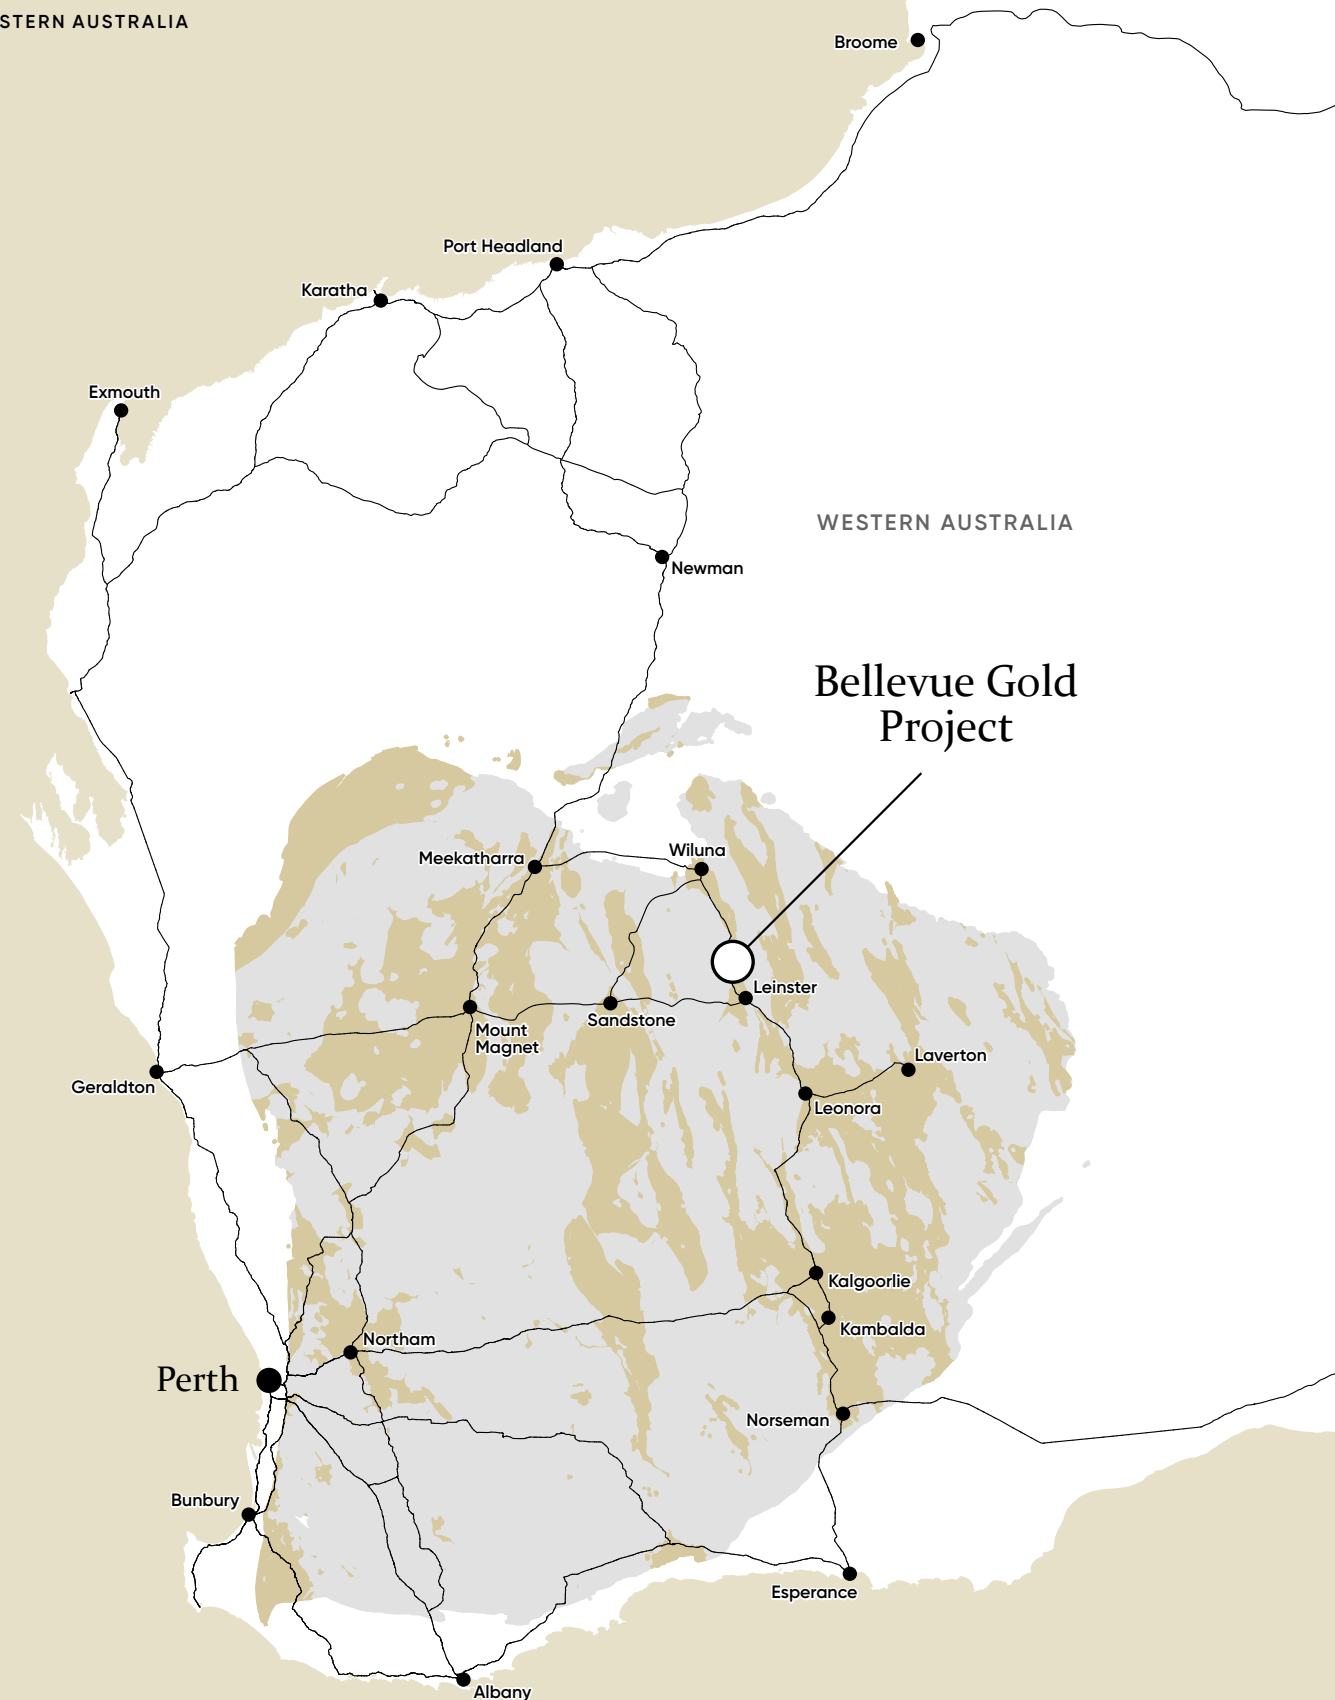 STERN AUSTRALIA
Broome
Port Headland
Karatha
Exmouth
WESTERN AUSTRALIA
Newman
Bellevue Gold
Project
Meekatharra
Wiluna
Leinster
Sandstone
Mount
Magnet
Laverton
Geraldton
Leonora
Kalgoorlie
Kambalda
Northam
Perth
Norseman
Bunbury
Esperance
Albany